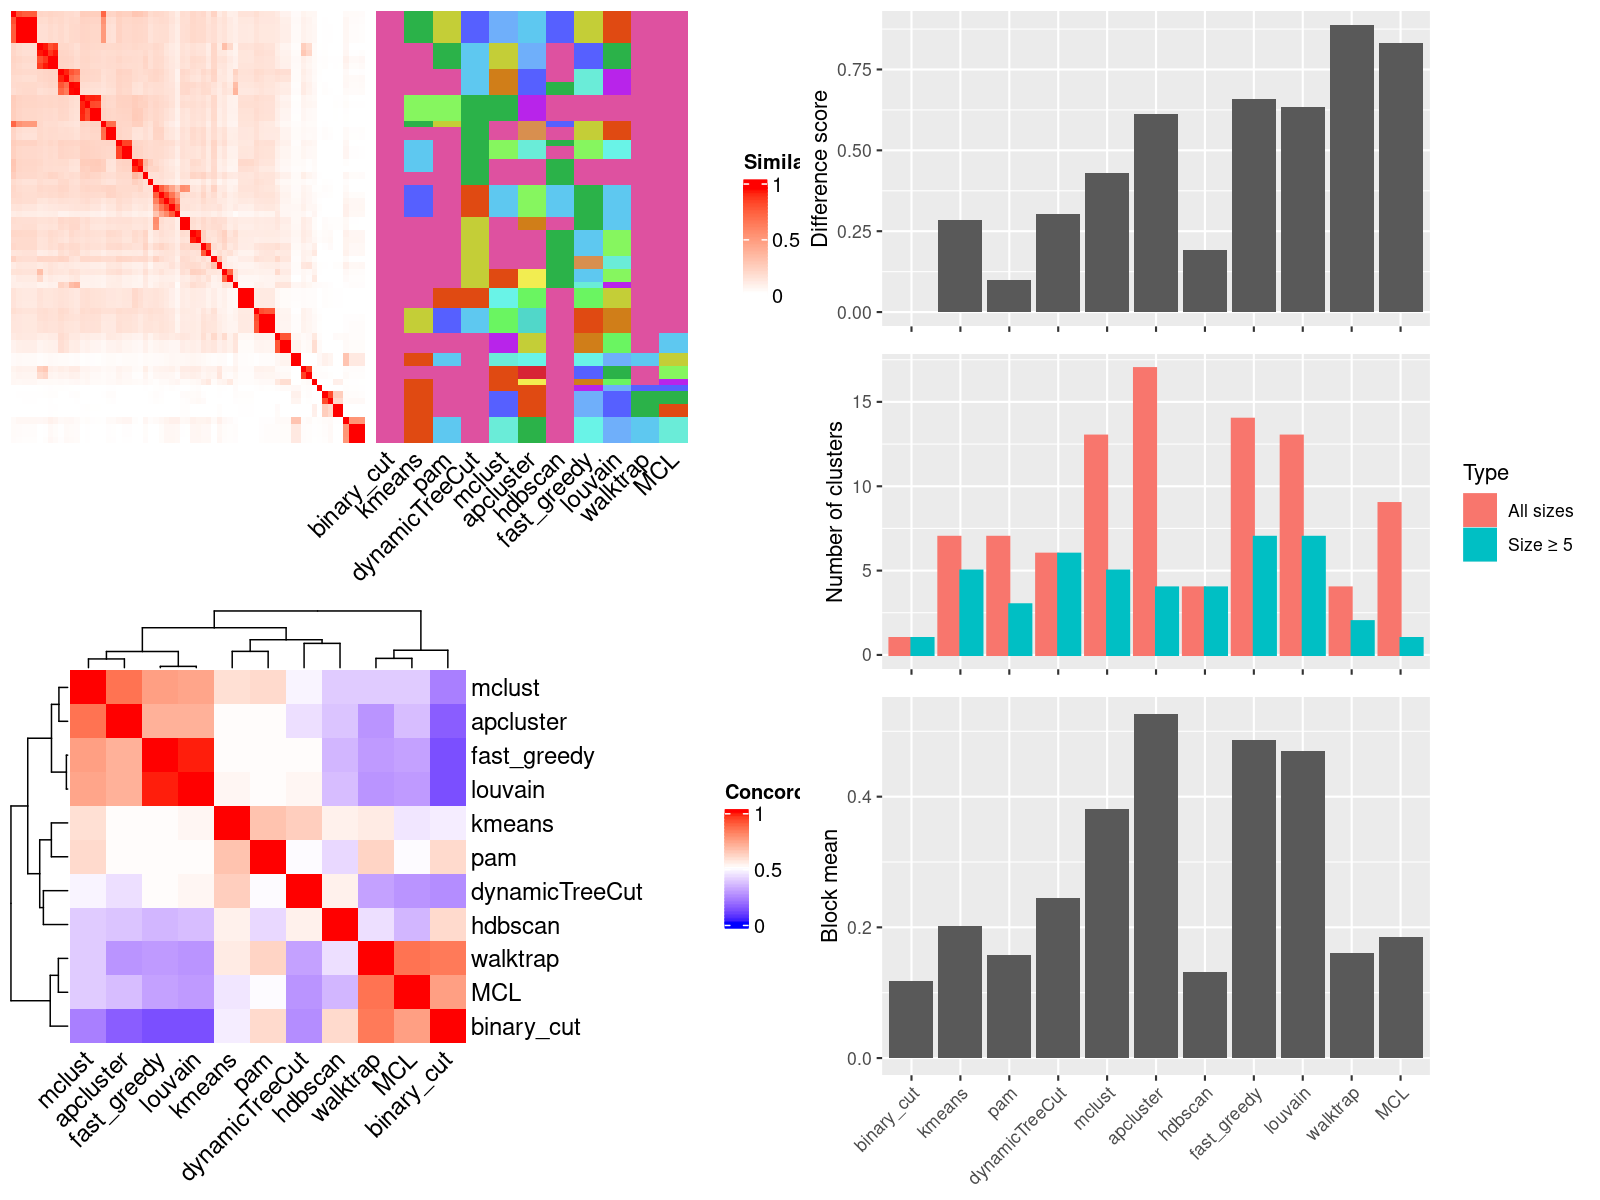 Simila
1
0.5
0
binary_cut
kmeans
pam
dynamicTreeCut
mclust
apcluster
hdbscan
fast_greedy
louvain
walktrap
MCL
mclust
apcluster
fast_greedy
louvain
kmeans
pam
dynamicTreeCut
hdbscan
walktrap
MCL
binary_cut
mclust
apcluster
fast_greedy
louvain
kmeans
pam
dynamicTreeCut
hdbscan
walktrap
MCL
binary_cut
Concord
1
0.5
0
Difference score
0.75
0.50
0.25
0.00
Number of clusters
15
10
5
0
Type
All sizes
Size ≥ 5
Block mean
0.4
0.2
0.0
binary_cut
kmeans
pam
dynamicTreeCut
mclust
apcluster
hdbscan
fast_greedy
louvain
walktrap
MCL